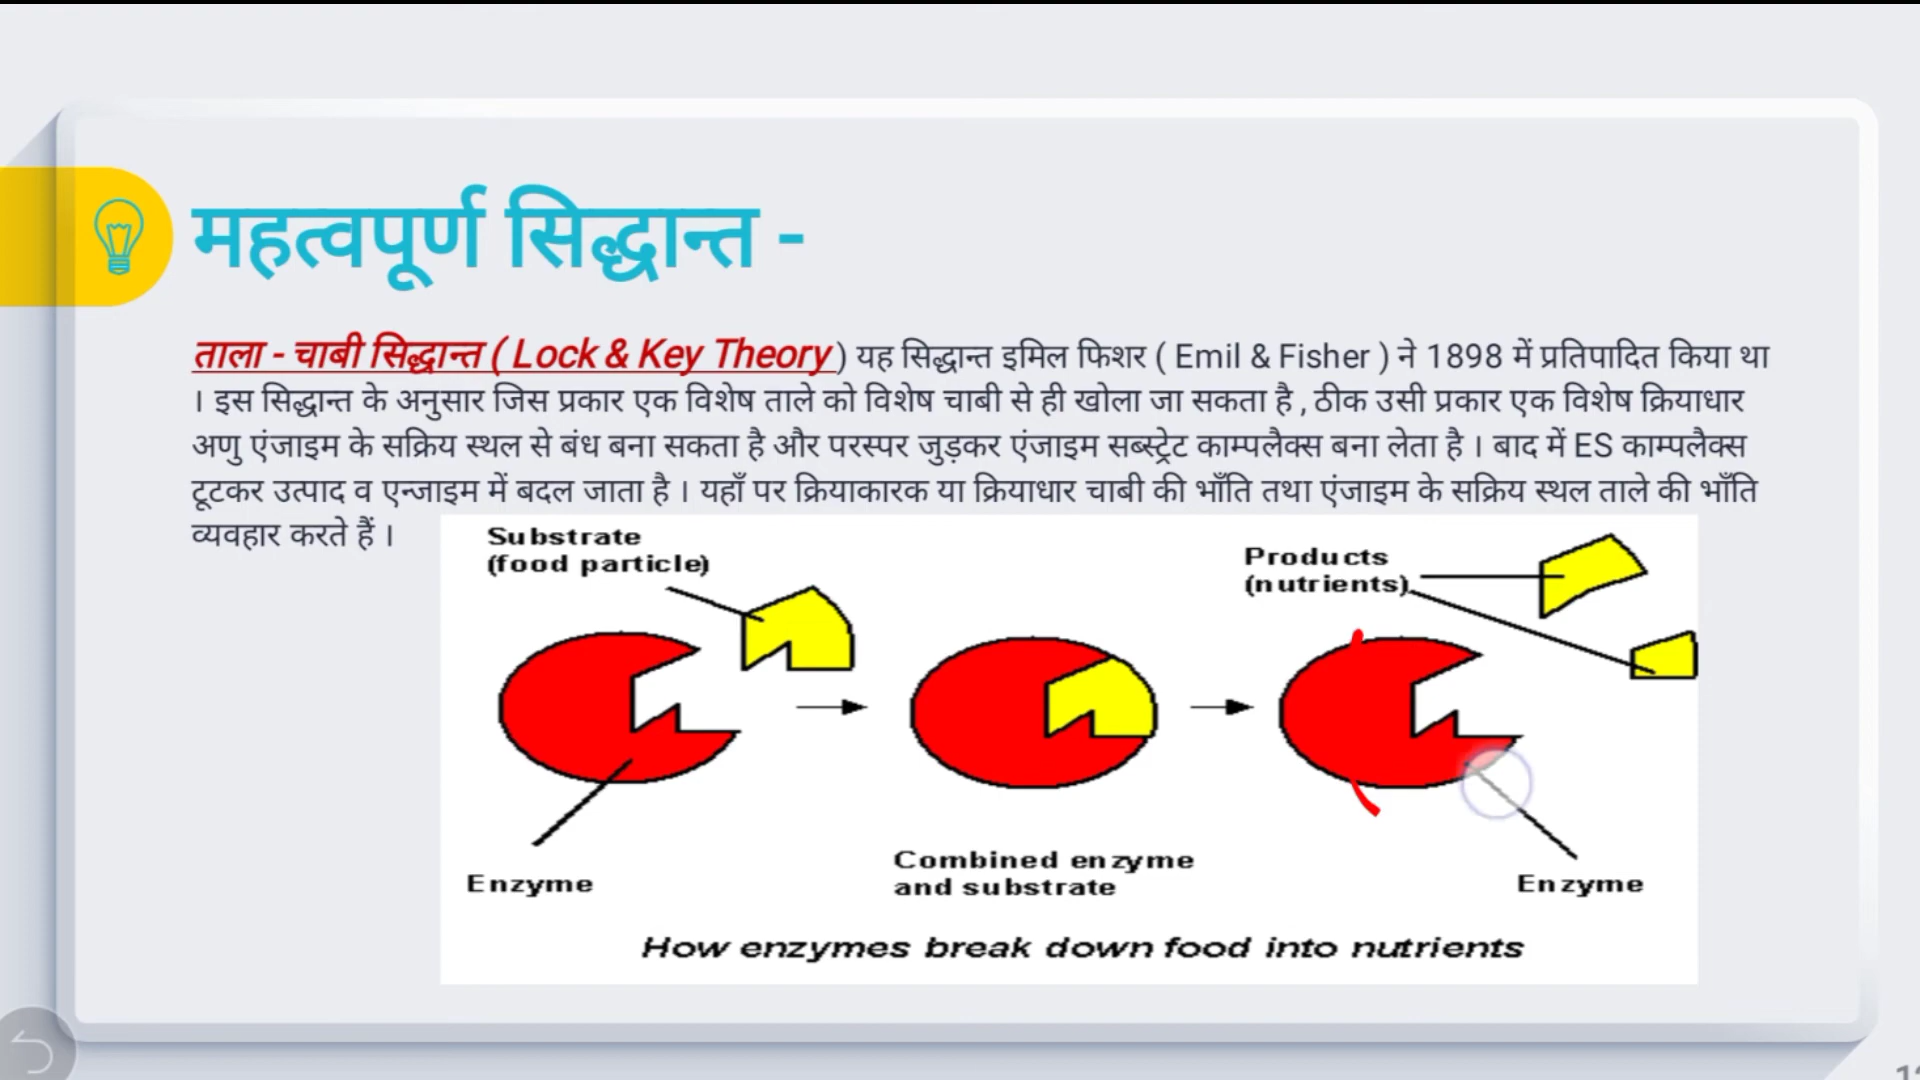 महत्वपूर्ण सिद्धान्त -
ताला - चाबी सिद्धान्त ( Lock & Key Theory ) यह सिद्धान्त इमिल फिशर ( Emil & Fisher ) ने 1898 में प्रतिपादित किया था
। इस सिद्धान्त के अनुसार जिस प्रकार एक विशेष ताले को विशेष चाबी से ही खोला जा सकता है , ठीक उसी प्रकार एक विशेष क्रियाधार
अणु एंजाइम के सक्रिय स्थल से बंध बना सकता है और परस्पर जुड़कर एंजाइम सब्स्ट्रेट काम्पलैक्स बना लेता है । बाद में ES काम्पलैक्स
टूटकर उत्पाद व एन्जाइम में बदल जाता है । यहाँ पर क्रियाकारक या क्रियाधार चाबी की भाँति तथा एंजाइम के सक्रिय स्थल ताले की भाँति
व्यवहार करते हैं ।
Substrate
(food particle)
Products
(nutrients)
Enzyme
Combined enzyme
and substrate
Enzyme
How enzymes break down food into nutrients